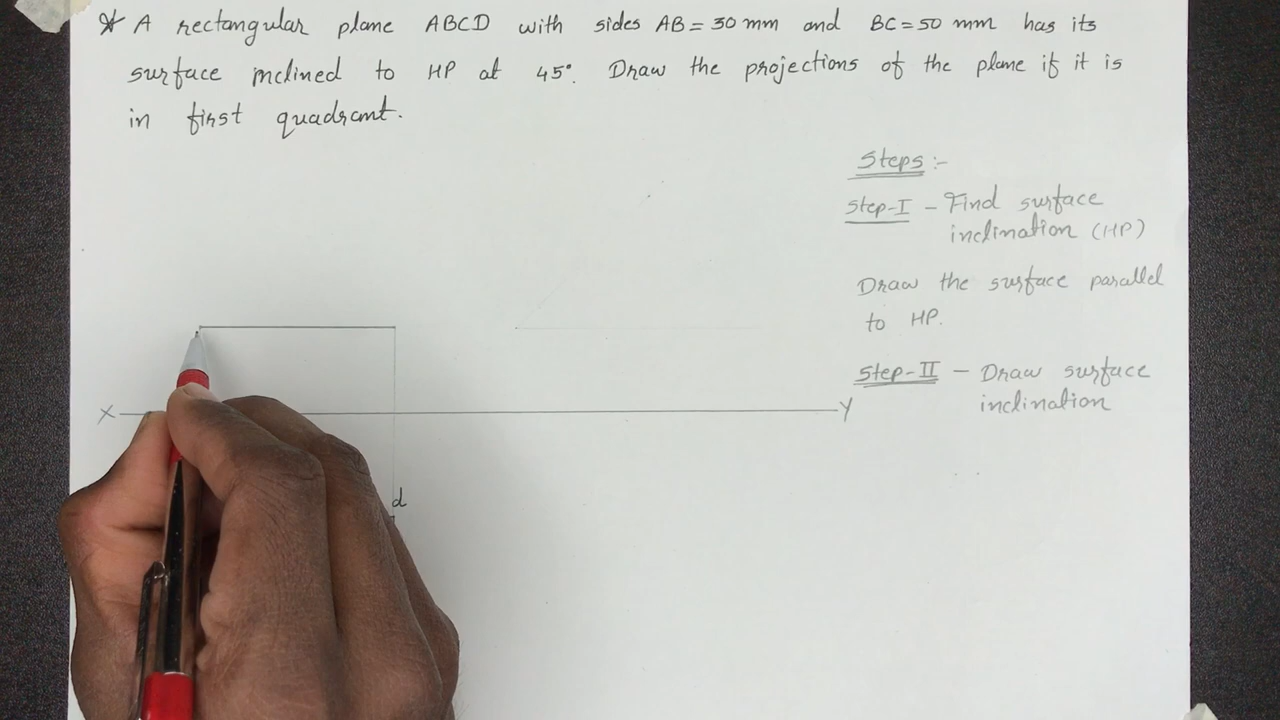 * A rectangular plane ABCD with sides AB = 30 mm and BC = 50 mm has its
surface inclined to HP at 45°. Draw the projections of the plane if it is
in first quadrant.
Steps :-
Step-I - Find surface
inclination (HP)
Draw the surface parallel
to HP.
Step-II - Draw surface
inclination
X Y
d